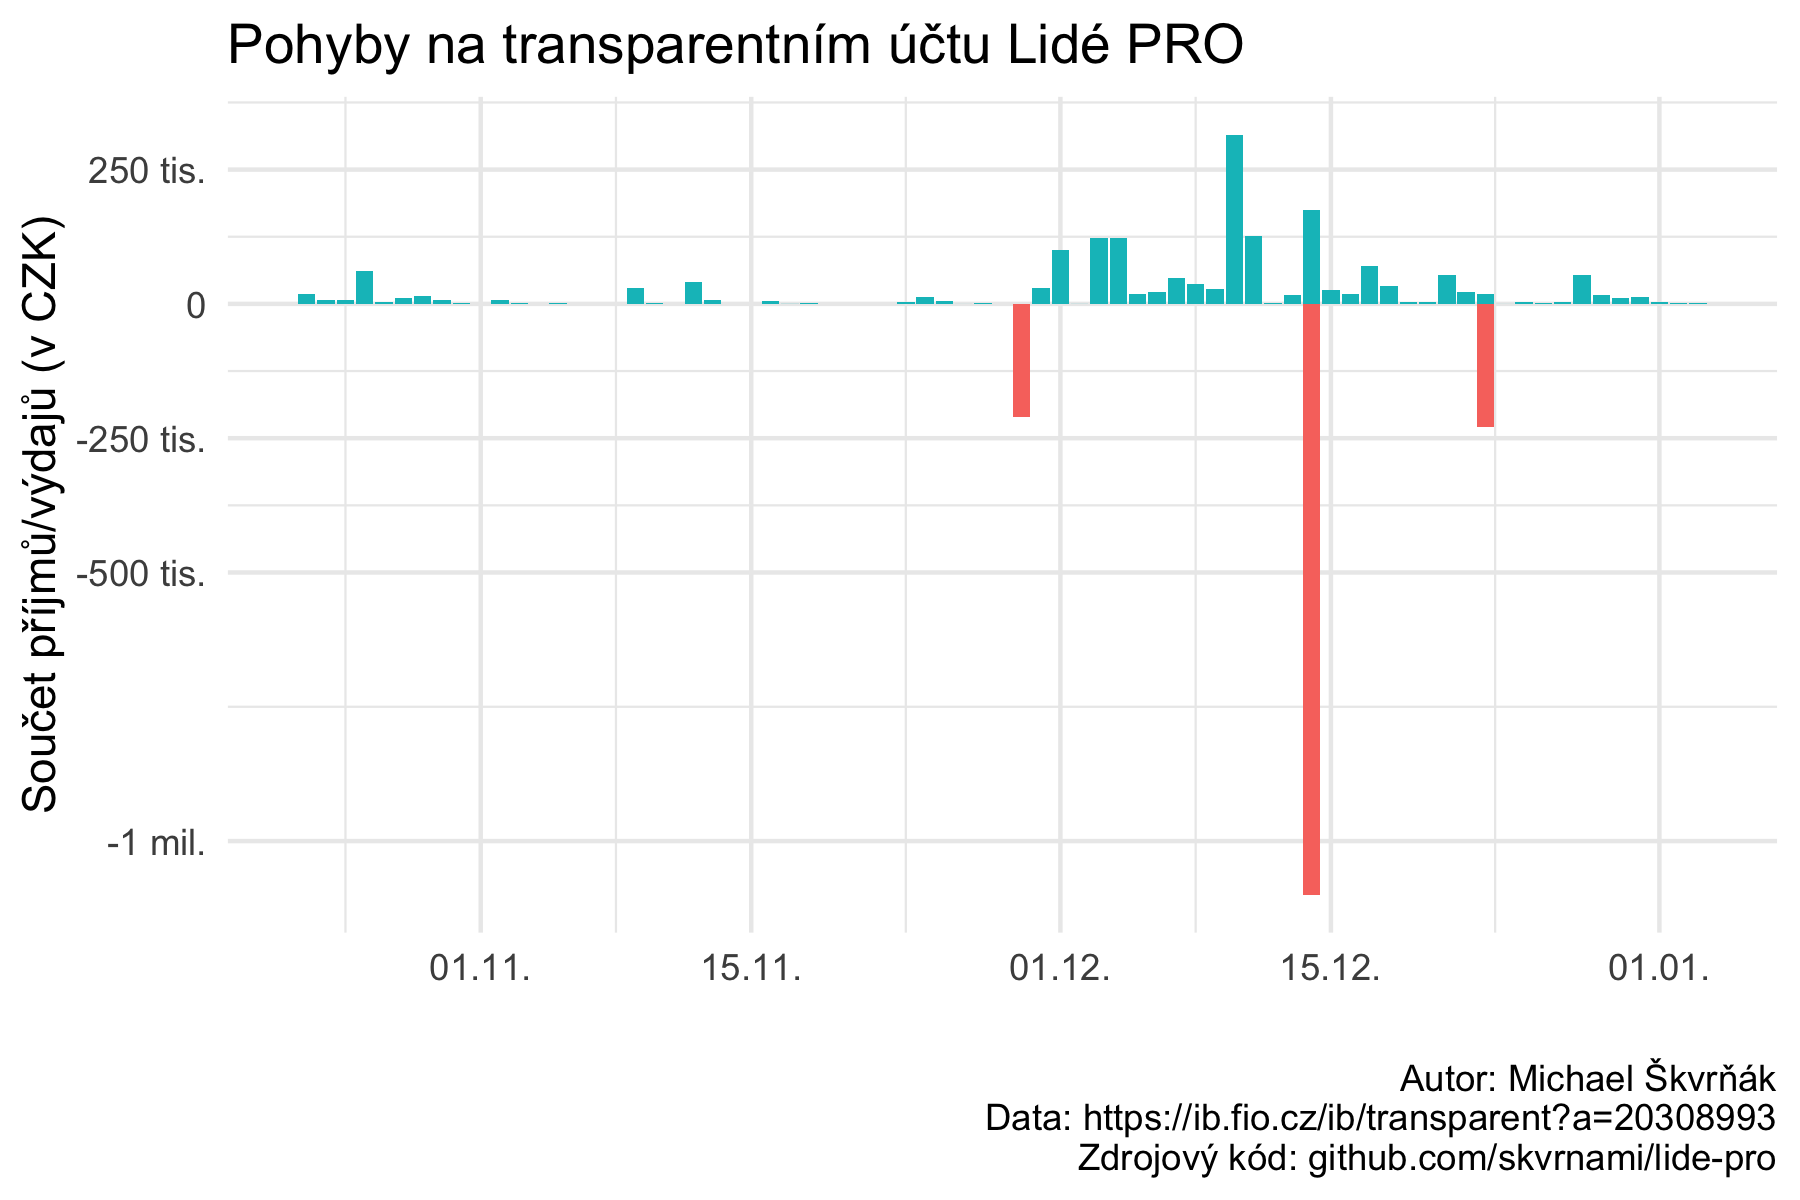 Pohyby na transparentním účtu Lidé PRO
Součet příjmů/výdajů (v CZK)
250 tis.
0
-250 tis.
-500 tis.
-1 mil.
01.11.
15.11.
01.12.
15.12.
01.01.
Autor: Michael Škvrňák
Data: https://ib.fio.cz/ib/transparent?a=20308993
Zdrojový kód: github.com/skvrnami/lide-pro